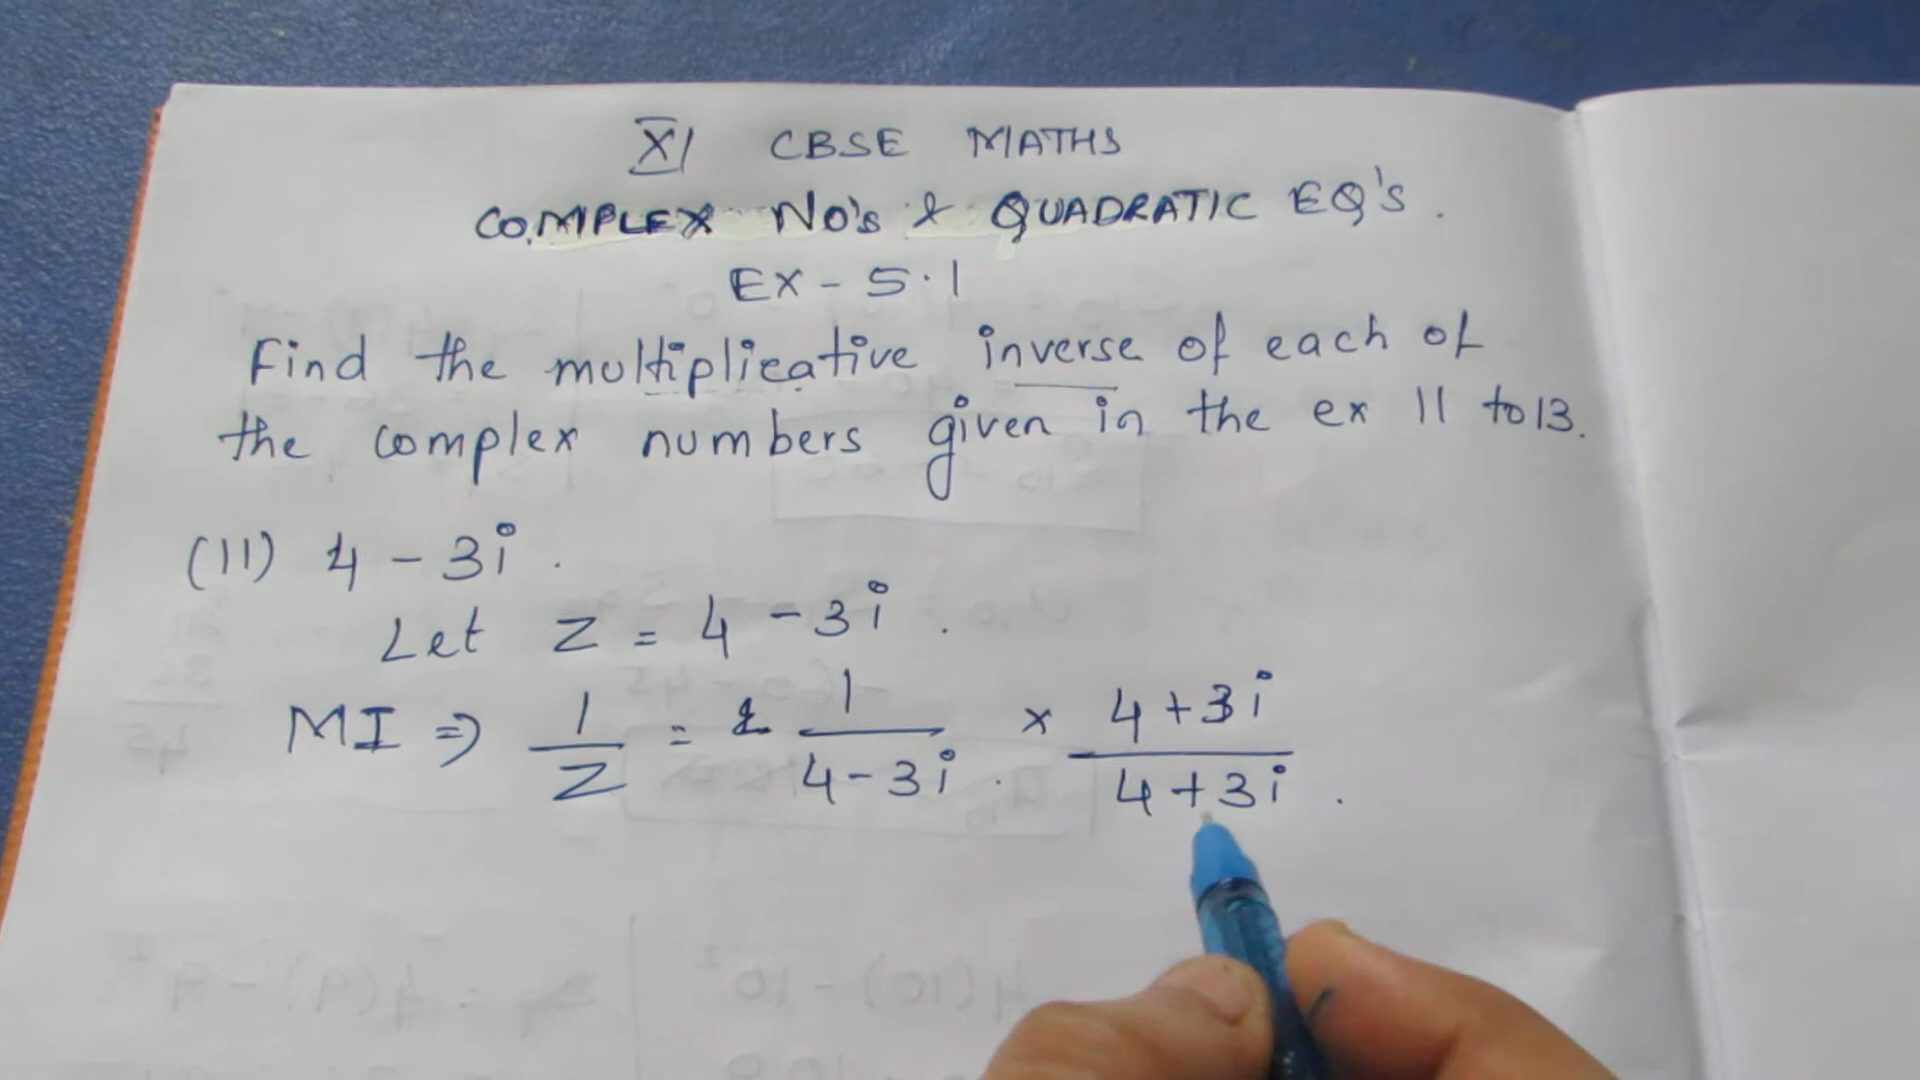 XI CBSE MATHS
COMPLEX NO'S & QUADRATIC EQ'S.
EX - 5.1
Find the multiplicative inverse of each of
the complex numbers given in the ex 11 to 13.
(11) 4 - 3i.
Let z = 4 - 3i.
MI ⇒ 1/z = 1/(4-3i) × (4+3i)/(4+3i).